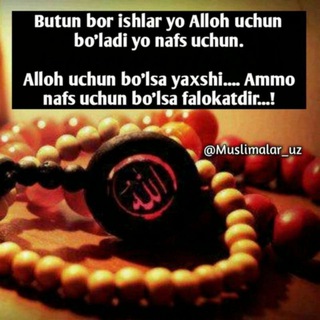 Butun bor ishlar yo Alloh uchun
bo'ladi yo nafs uchun.
Alloh uchun bo'lsa yaxshi.... Ammo
nafs uchun bo'lsa falokatdir...!
@Muslimalar_uz
الله